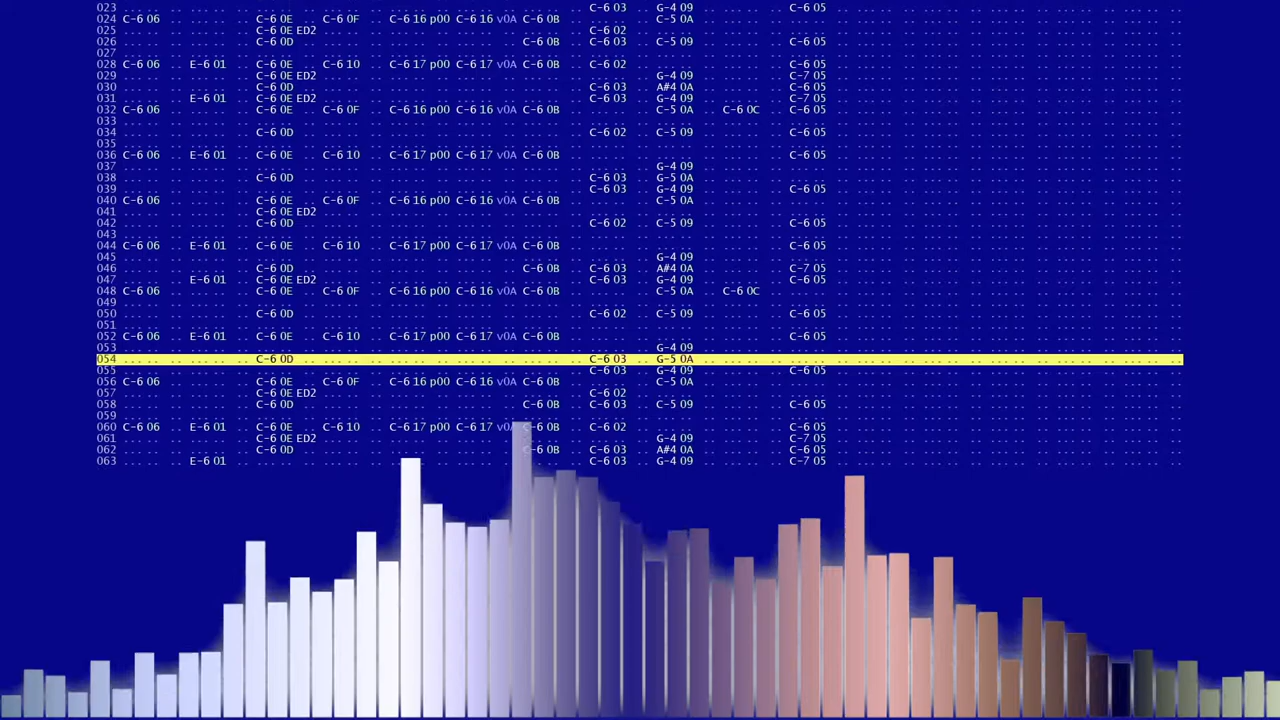 023 C-6 03 G-4 09 C-6 05
024 C-6 06 C-6 0E C-6 0F C-6 16 p00 C-6 16 v0A C-6 0B C-5 0A
025 C-6 0E ED2 C-6 02
026 C-6 0D C-6 0B C-6 03 C-5 09 C-6 05
027
028 C-6 06 E-6 01 C-6 0E C-6 10 C-6 17 p00 C-6 17 v0A C-6 0B C-6 02 C-6 05
029 C-6 0E ED2 G-4 09 C-7 05
030 C-6 0D C-6 03 A#4 0A C-6 05
031 E-6 01 C-6 0E ED2 C-6 03 G-4 09 C-7 05
032 C-6 06 C-6 0E C-6 0F C-6 16 p00 C-6 16 v0A C-6 0B C-5 0A C-6 0C C-6 05
033
034 C-6 0D C-6 02 C-5 09 C-6 05
035
036 C-6 06 E-6 01 C-6 0E C-6 10 C-6 17 p00 C-6 17 v0A C-6 0B C-6 05
037 G-4 09
038 C-6 0D C-6 03 G-5 0A
039 C-6 03 G-4 09 C-6 05
040 C-6 06 C-6 0E C-6 0F C-6 16 p00 C-6 16 v0A C-6 0B C-5 0A
041 C-6 0E ED2
042 C-6 0D C-6 02 C-5 09 C-6 05
043
044 C-6 06 E-6 01 C-6 0E C-6 10 C-6 17 p00 C-6 17 v0A C-6 0B C-6 05
045 G-4 09
046 C-6 0D C-6 0B C-6 03 A#4 0A C-7 05
047 E-6 01 C-6 0E ED2 C-6 03 G-4 09 C-6 05
048 C-6 06 C-6 0E C-6 0F C-6 16 p00 C-6 16 v0A C-6 0B C-5 0A C-6 0C
049
050 C-6 0D C-6 02 C-5 09 C-6 05
051
052 C-6 06 E-6 01 C-6 0E C-6 10 C-6 17 p00 C-6 17 v0A C-6 0B C-6 05
053 G-4 09
054 C-6 0D C-6 03 G-5 0A
055 C-6 03 G-4 09 C-6 05
056 C-6 06 C-6 0E C-6 0F C-6 16 p00 C-6 16 v0A C-6 0B C-5 0A
057 C-6 0E ED2 C-6 02
058 C-6 0D C-6 0B C-6 03 C-5 09 C-6 05
059
060 C-6 06 E-6 01 C-6 0E C-6 10 C-6 17 p00 C-6 17 v0A C-6 0B C-6 02 C-6 05
061 C-6 0E ED2 G-4 09 C-7 05
062 C-6 0D C-6 0B C-6 03 A#4 0A C-6 05
063 E-6 01 C-6 03 G-4 09 C-7 05